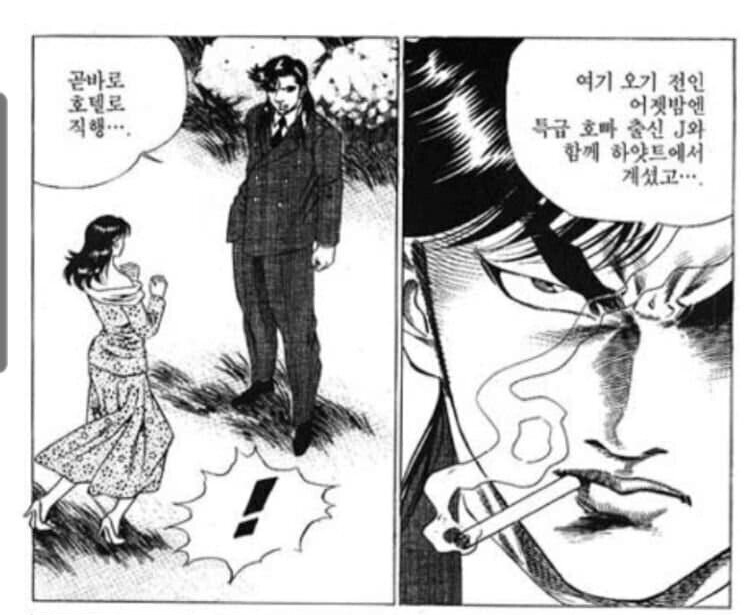 곧바로
호텔로
직행….
!
여기 오기 전인
어젯밤엔
특급 호빠 출신 J와
함께 하얏트에서
계셨고….